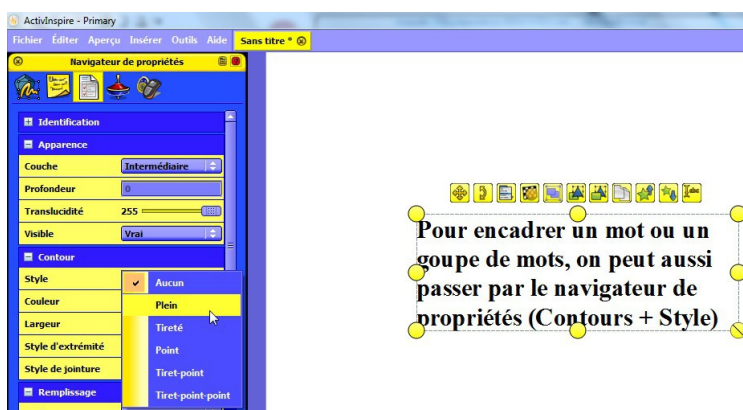 ActivInspire - Primary
Fichier Éditer Aperçu Insérer Outils Aide Sans titre *
Navigateur de propriétés
Identification
Apparence
Couche Intermédiaire
Profondeur 0
Translucidité 255
Visible Vrai
Contour
Style
Aucun
Couleur
Plein
Largeur
Tireté
Style d'extrémité
Point
Style de jointure
Tiret-point
Remplissage
Tiret-point-point
Pour encadrer un mot ou un
goupe de mots, on peut aussi
passer par le navigateur de
propriétés (Contours + Style)